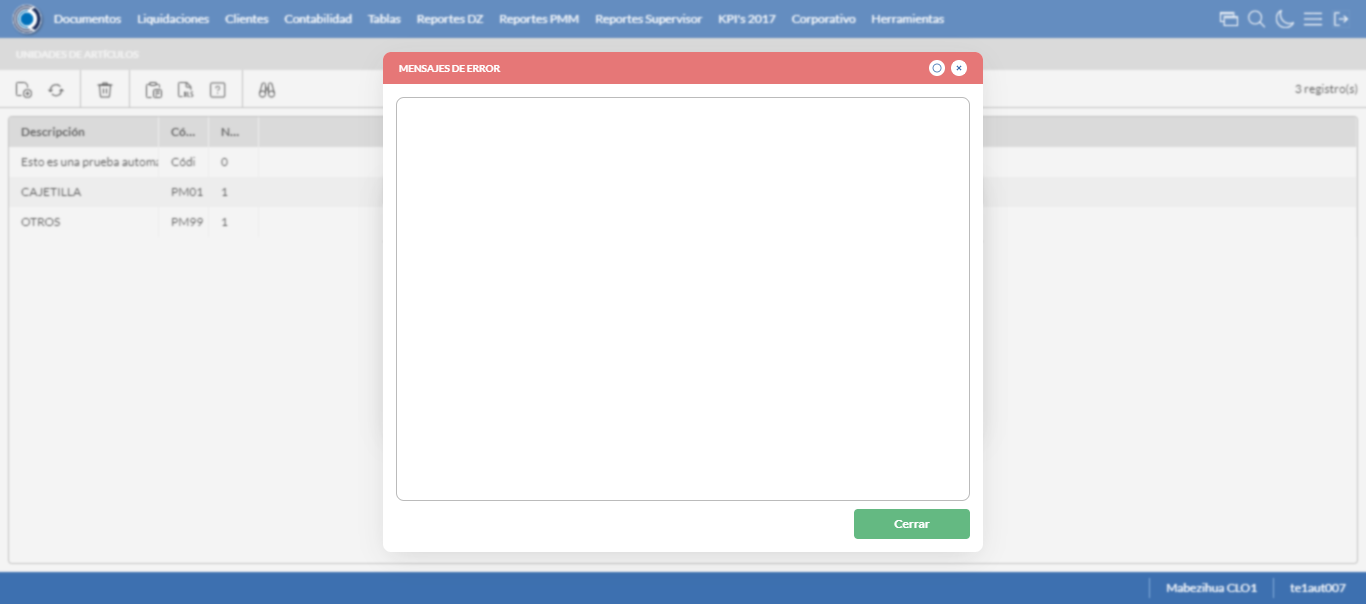 Documentos Liquidaciones Clientes Contabilidad Tablas Reportes DZ Reportes PMM Reportes Supervisor KPI's 2017 Corporativo Herramientas
UNIDADES DE ARTÍCULOS
MENSAJES DE ERROR
3 registro(s)
Descripción Có... N...
Esto es una prueba automa Códi 0
CAJETILLA PM01 1
OTROS PM99 1
Cerrar
Mabezihua CLO1 te1aut007